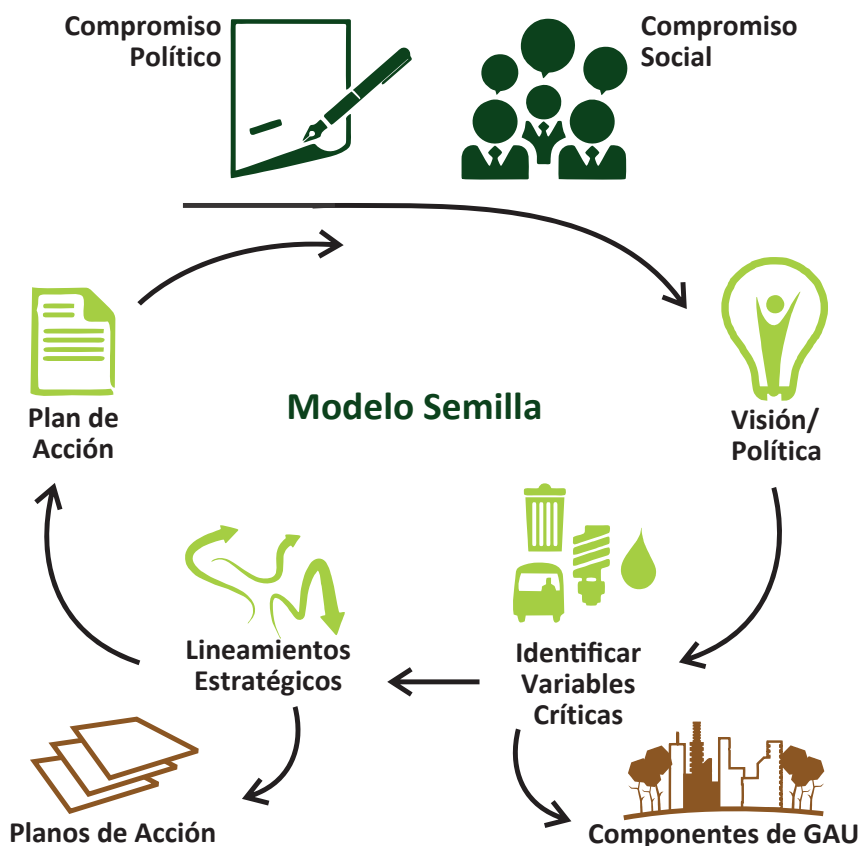 Compromiso
Político
Compromiso
Social
Plan de
Acción
Modelo Semilla
Visión/
Política
Lineamientos
Estratégicos
Identificar
Variables
Críticas
Planos de Acción
Componentes de GAU